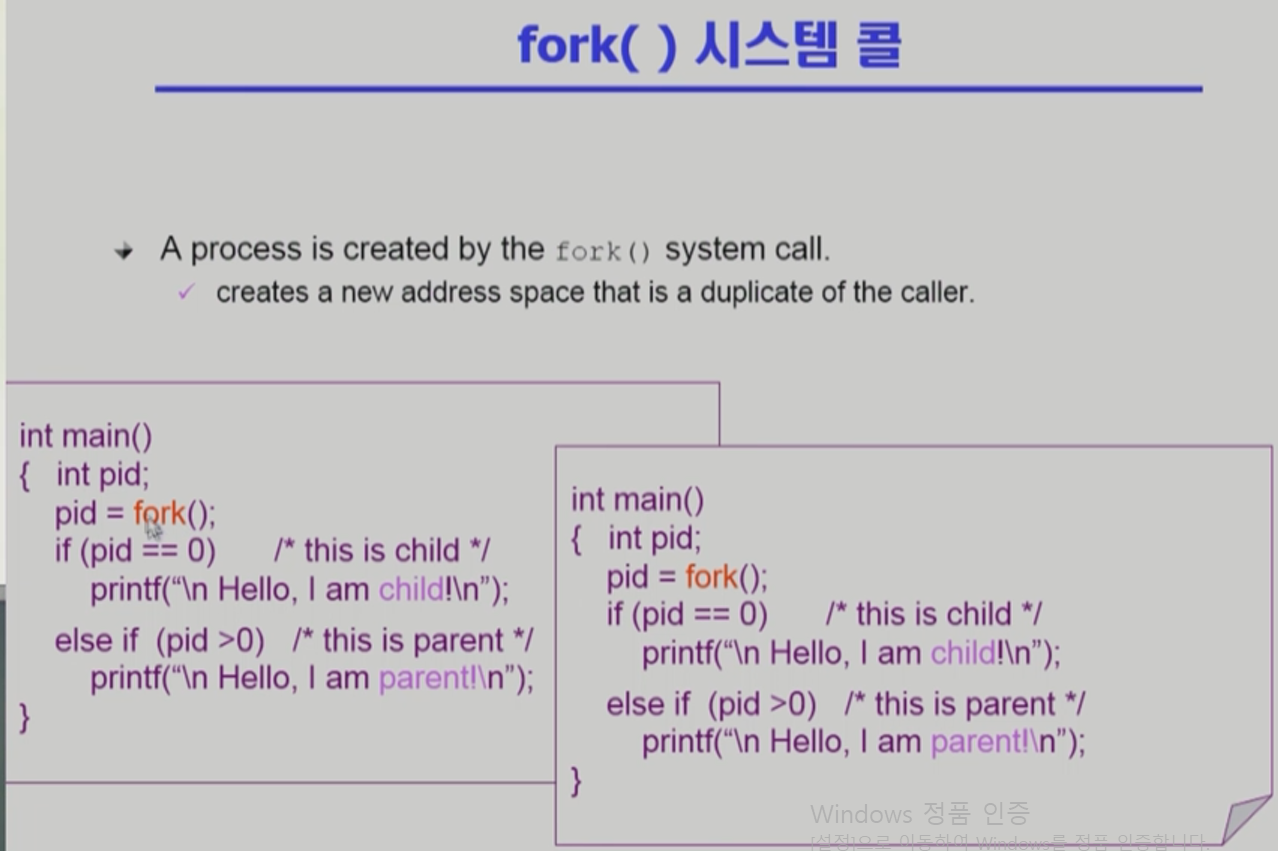 fork( ) 시스템 콜
A process is created by the fork() system call.
creates a new address space that is a duplicate of the caller.
int main()
{ int pid;
pid = fork();
if (pid == 0) /* this is child */
printf(“\n Hello, I am child!\n”);
else if (pid >0) /* this is parent */
printf(“\n Hello, I am parent!\n”);
}
int main()
{ int pid;
pid = fork();
if (pid == 0) /* this is child */
printf(“\n Hello, I am child!\n”);
else if (pid >0) /* this is parent */
printf(“\n Hello, I am parent!\n”);
}
Windows 정품 인증
[설정]으로 이동하여 Windows를 정품 인증합니다.